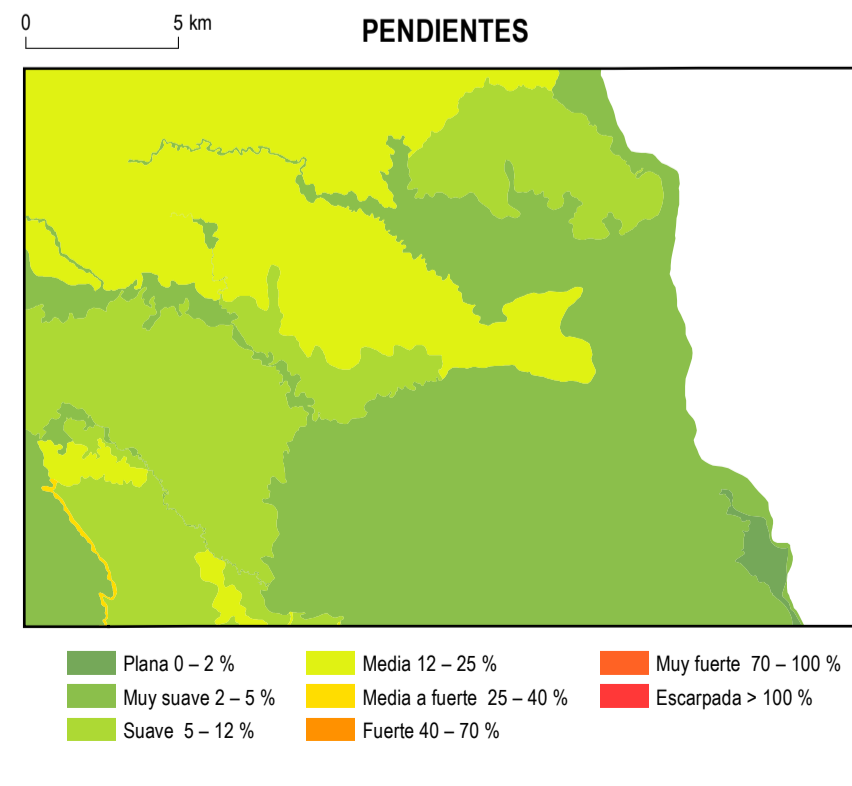 0 5 km
PENDIENTES
Plana 0 – 2 %
Muy suave 2 – 5 %
Suave 5 – 12 %
Media 12 – 25 %
Media a fuerte 25 – 40 %
Fuerte 40 – 70 %
Muy fuerte 70 – 100 %
Escarpada > 100 %